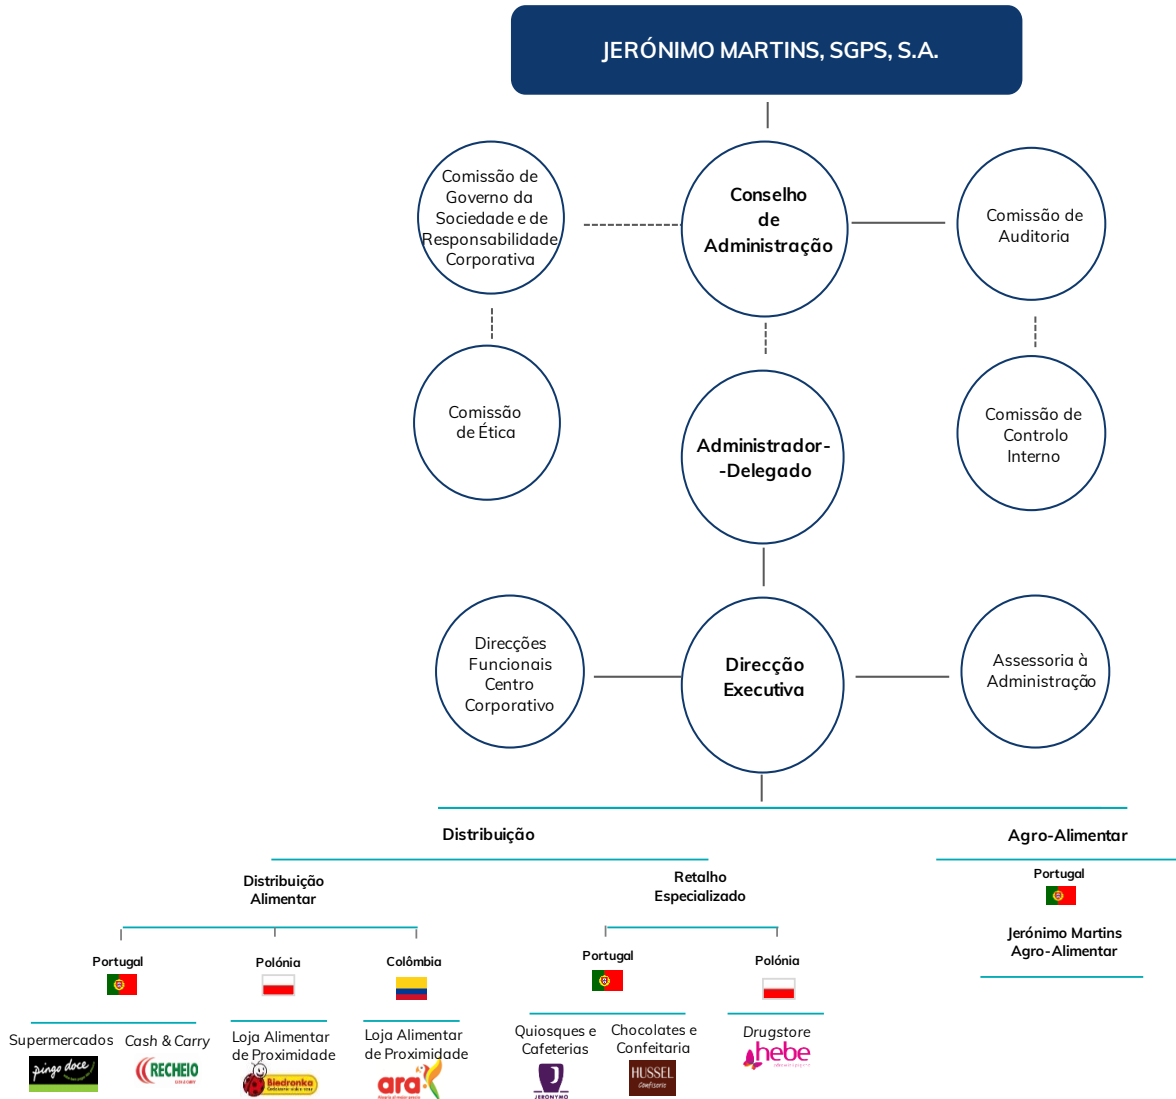 JERÓNIMO MARTINS, SGPS, S.A.
Comissão de
Governo da
Sociedade e de
Responsabilidade
Corporativa
Conselho
de
Administração
Comissão de
Auditoria
Comissão
de Ética
Administrador-
-Delegado
Comissão de
Controlo
Interno
Direcções
Funcionais
Centro
Corporativo
Direcção
Executiva
Assessoria à
Administração
Distribuição
Agro-Alimentar
Distribuição
Alimentar
Retalho
Especializado
Portugal
Jerónimo Martins
Agro-Alimentar
Portugal
Polónia
Colômbia
Portugal
Polónia
Supermercados
pingo doce
Cash & Carry
RECHEIO
Loja Alimentar
de Proximidade
Biedronka
Loja Alimentar
de Proximidade
ara
Quiosques e
Cafeterias
JERONYMO
Chocolates e
Confeitaria
HUSSEL
Confiserie
Drugstore
hebe